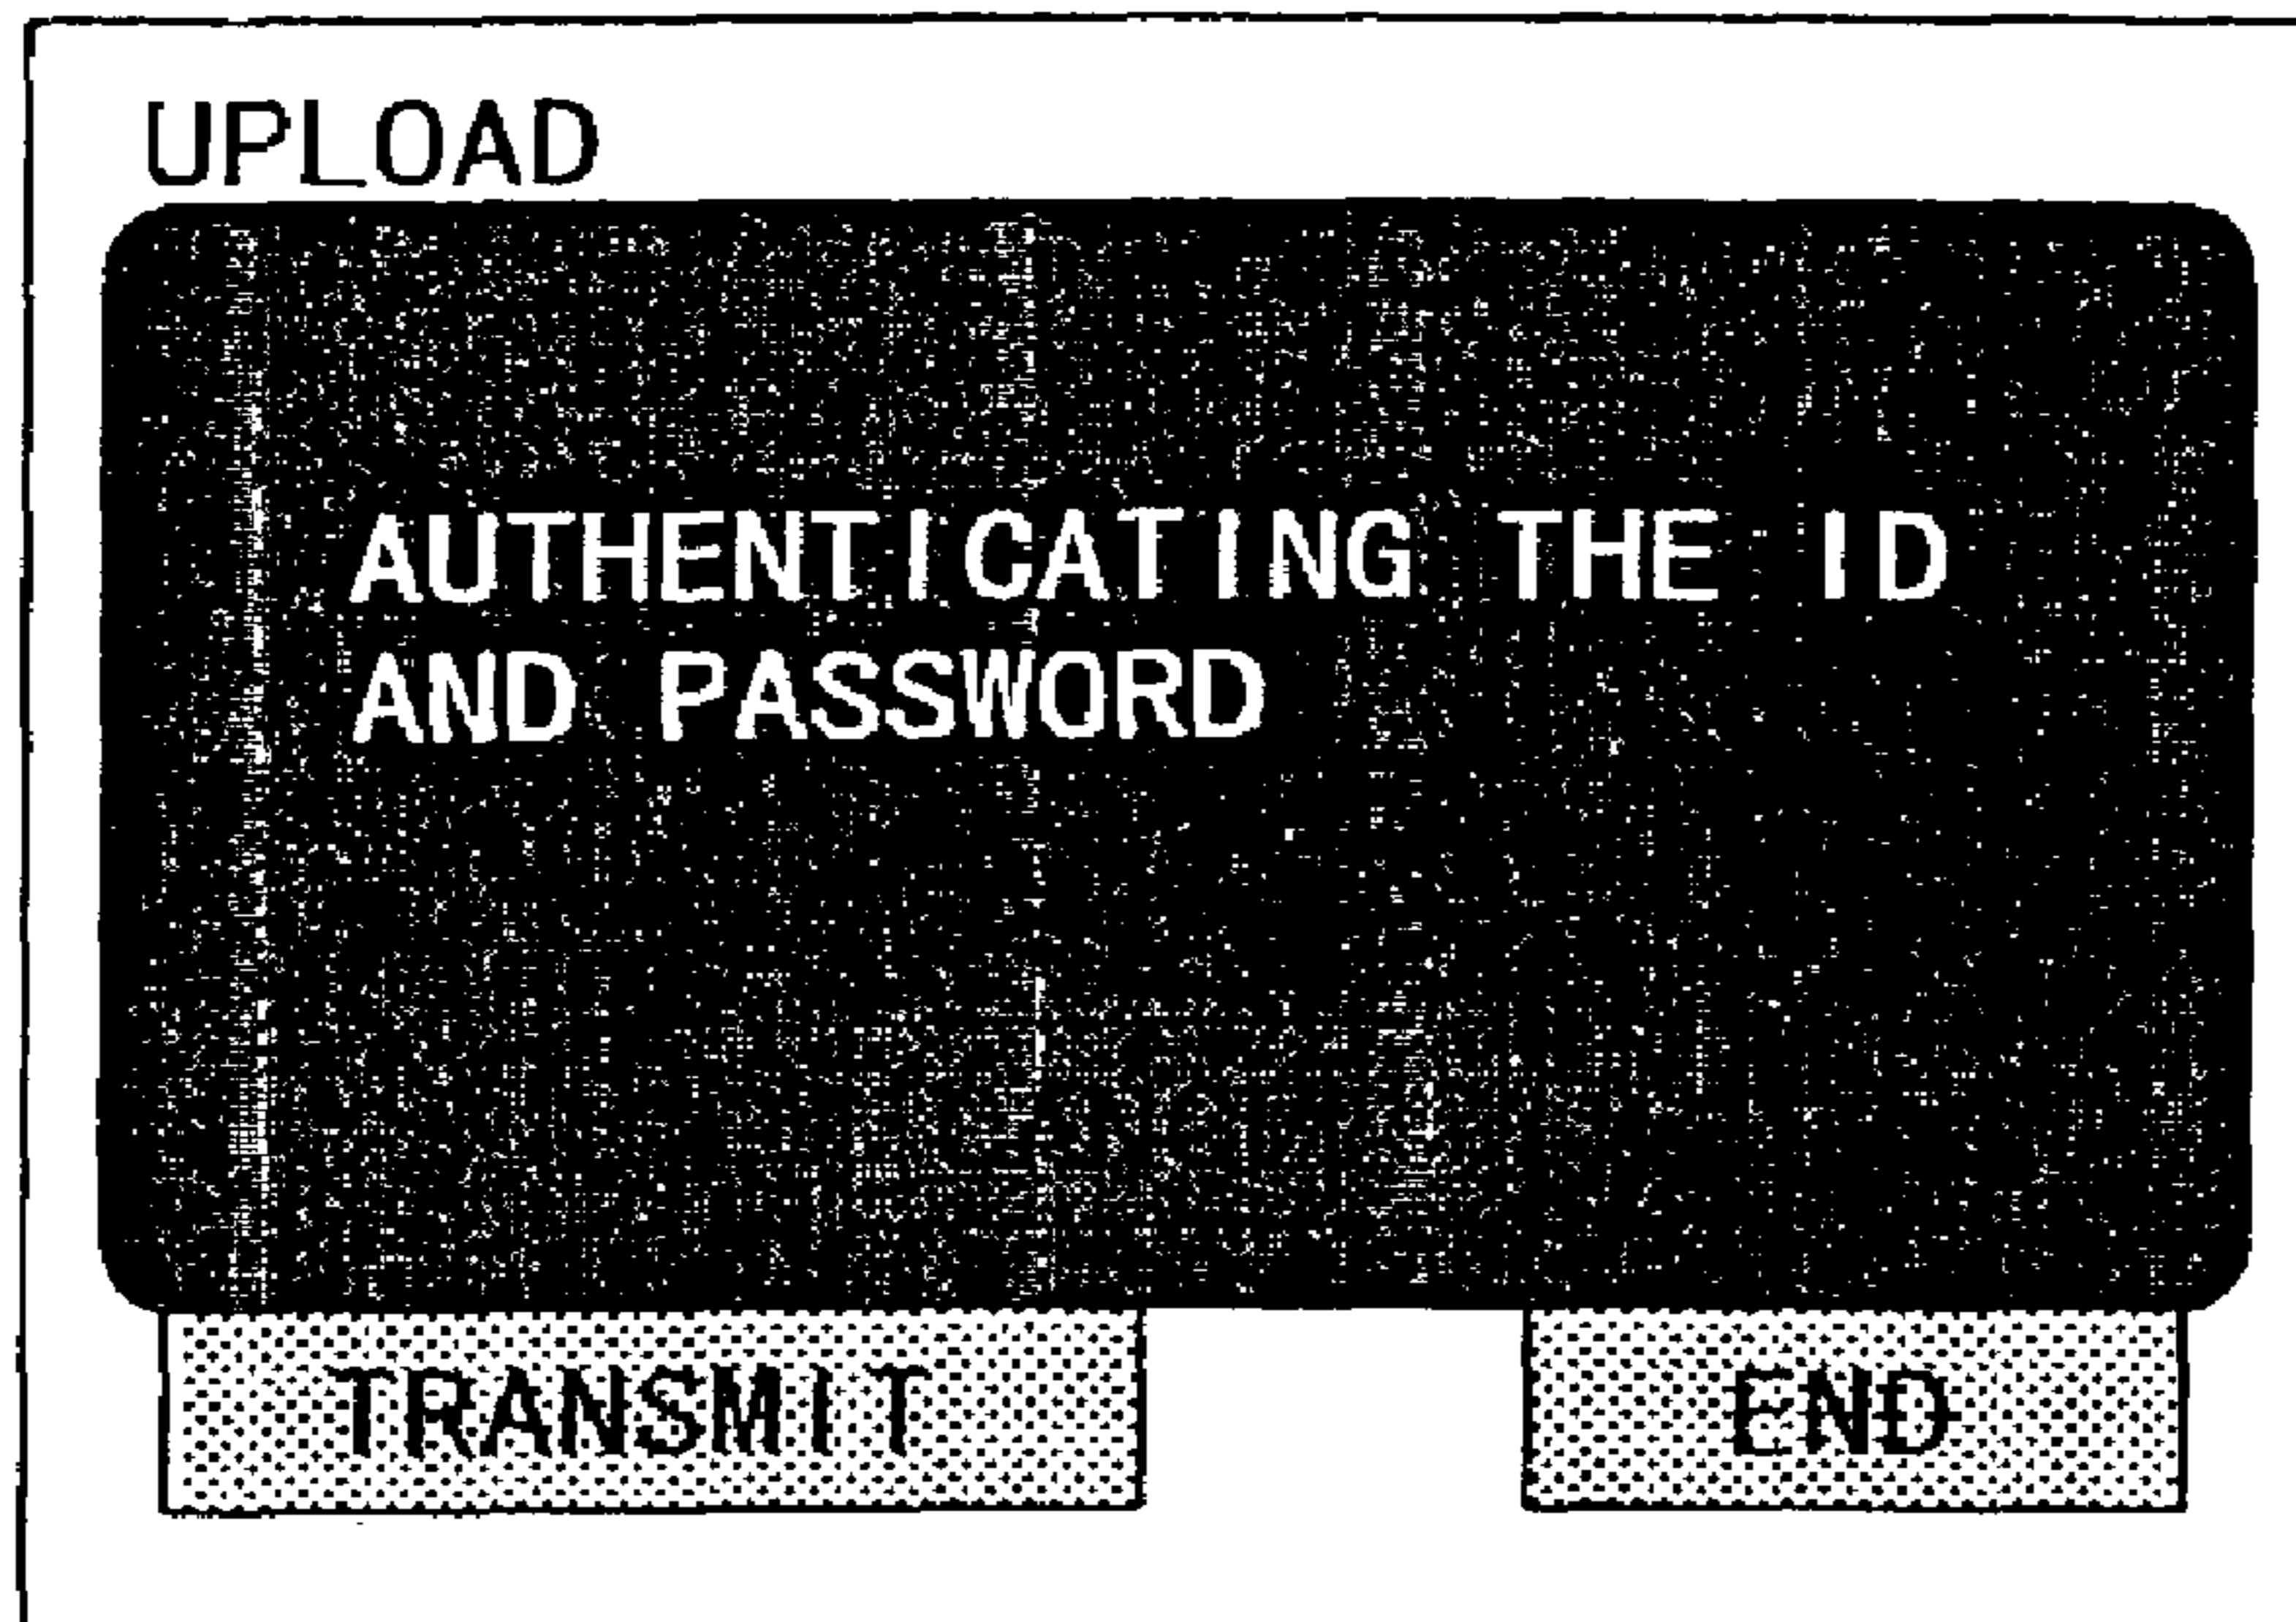 UPLOAD
AUTHENTICATING THE ID
AND PASSWORD
TRANSMIT
END